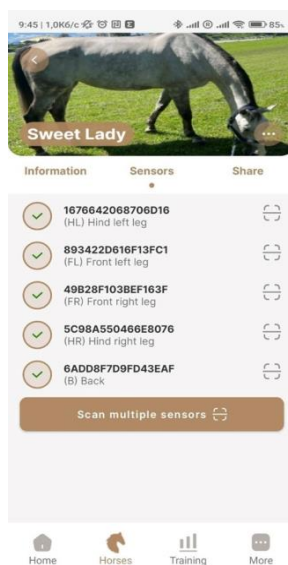 9:45 | 1,0Кб/с
85
Sweet Lady
Information Sensors Share
1676642068706D16
(HL) Hind left leg
893422D616F13FC1
(FL) Front left leg
49B28F103BEF163F
(FR) Front right leg
5C98A550466E8076
(HR) Hind right leg
6ADD8F7D9FD43EAF
(B) Back
Scan multiple sensors
Home Horses Training More